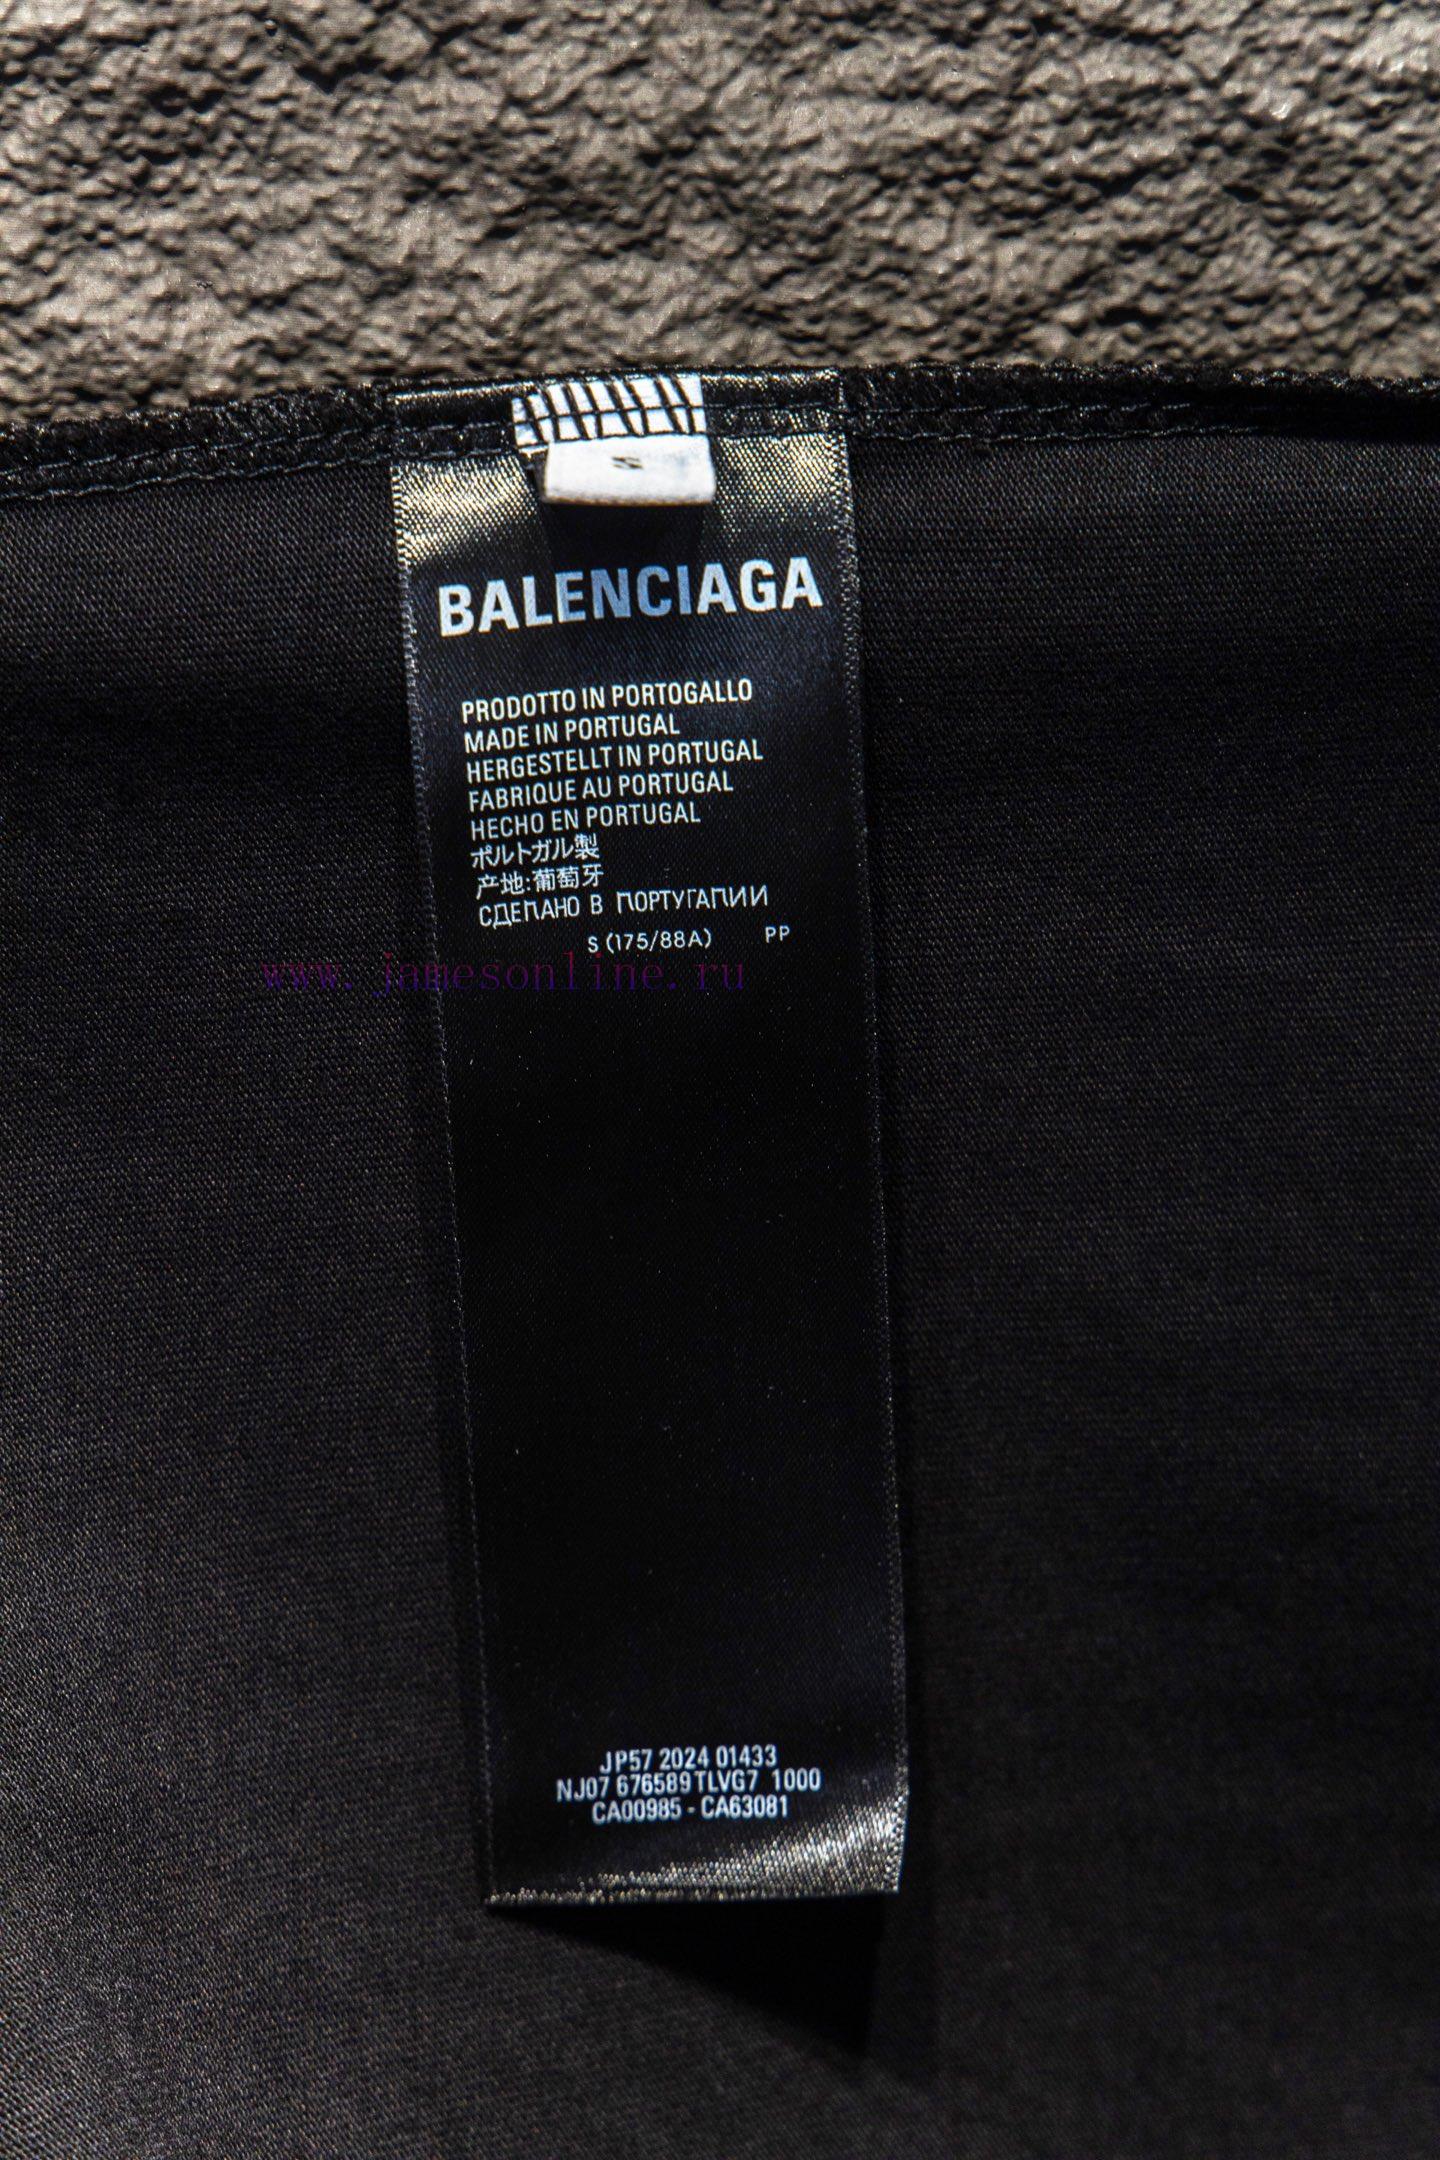 S
BALENCIAGA
PRODOTTO IN PORTOGALLO
MADE IN PORTUGAL
HERGESTELLT IN PORTUGAL
FABRIQUE AU PORTUGAL
HECHO EN PORTUGAL
ポルトガル製
产地:葡萄牙
СДЕПАНО В ПОРТУГАПИИ
S (175/88A) PP
www.jamesonline.ru
JP57 2024 01433
NJ07 676589 TLVG7 1000
CA00985 - CA63081